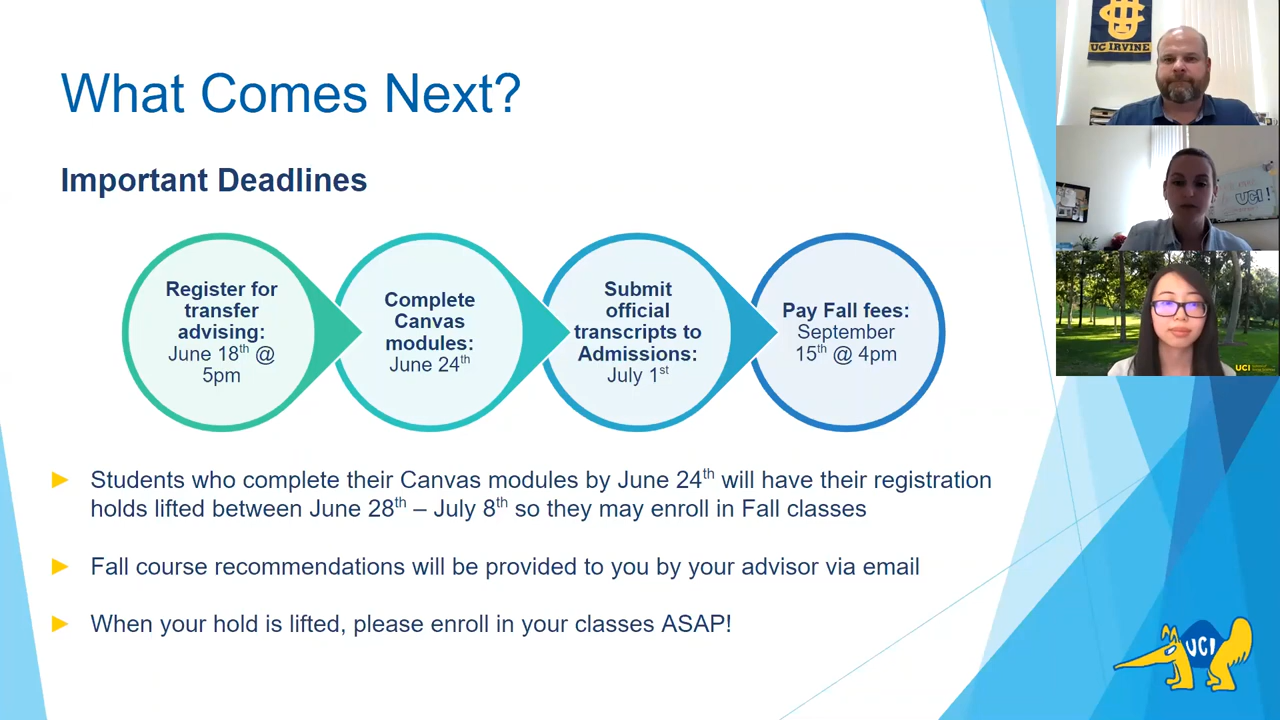 What Comes Next?
Important Deadlines
Register for
transfer
advising:
June 18th @
5pm
Complete
Canvas
modules:
June 24th
Submit
official
transcripts to
Admissions:
July 1st
Pay Fall fees:
September
15th @ 4pm
Students who complete their Canvas modules by June 24th will have their registration
holds lifted between June 28th – July 8th so they may enroll in Fall classes
Fall course recommendations will be provided to you by your advisor via email
When your hold is lifted, please enroll in your classes ASAP!
UC IRVINE
UCI!
UCI
UCI